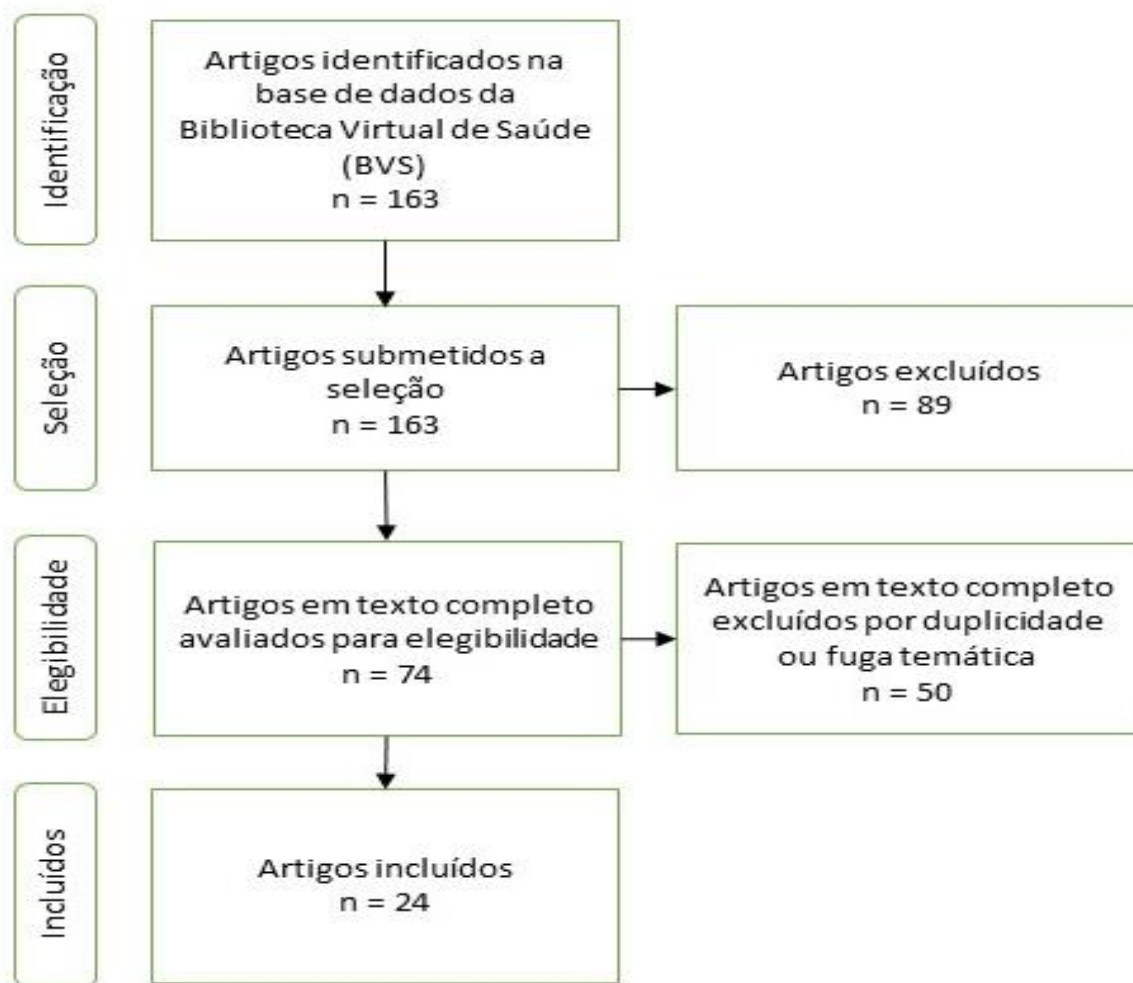 Identificação
Artigos identificados na
base de dados da
Biblioteca Virtual de Saúde
(BVS)
n = 163
Seleção
Artigos submetidos a
seleção
n = 163
Artigos excluídos
n = 89
Elegibilidade
Artigos em texto completo
avaliados para elegibilidade
n = 74
Artigos em texto completo
excluídos por duplicidade
ou fuga temática
n = 50
Incluídos
Artigos incluídos
n = 24